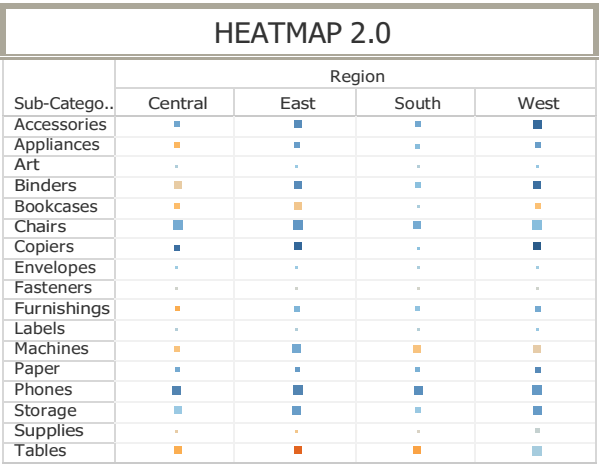 HEATMAP 2.0
Region
Sub-Catego.. Central East South West
Accessories
Appliances
Art
Binders
Bookcases
Chairs
Copiers
Envelopes
Fasteners
Furnishings
Labels
Machines
Paper
Phones
Storage
Supplies
Tables